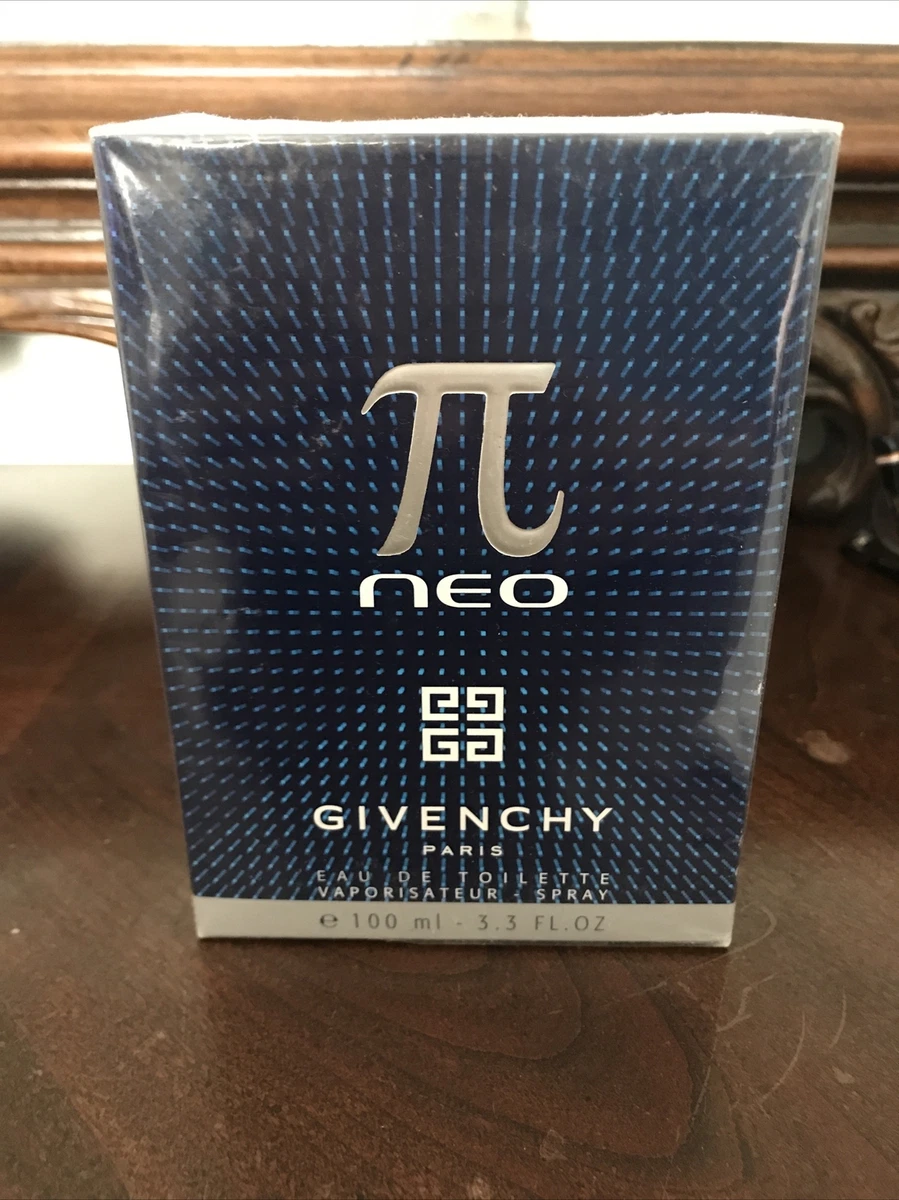 π
neo
GIVENCHY
PARIS
EAU DE TOILETTE
VAPORISATEUR - SPRAY
℮ 100 ml - 3.3 FL.OZ